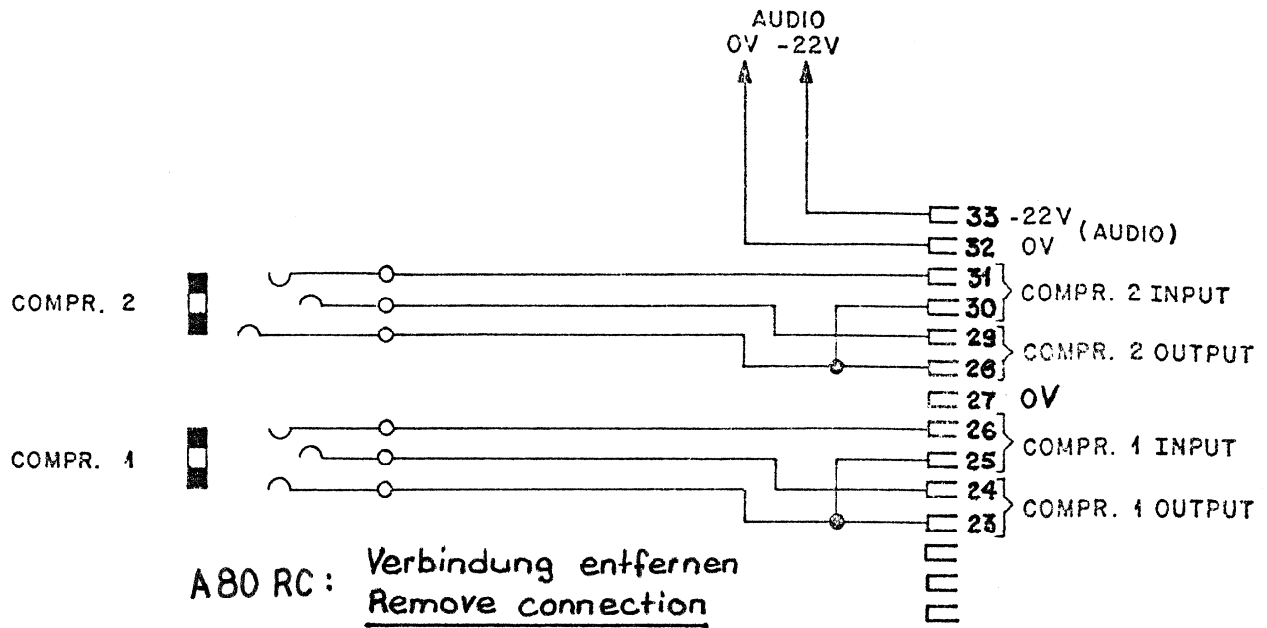 AUDIO
0V -22V
33 -22V (AUDIO)
32 0V
31
COMPR. 2 INPUT
30
COMPR. 2
29
COMPR. 2 OUTPUT
26
27 0V
26
COMPR. 1 INPUT
25
COMPR. 1
24
COMPR. 1 OUTPUT
23
A80 RC: Verbindung entfernen
Remove connection